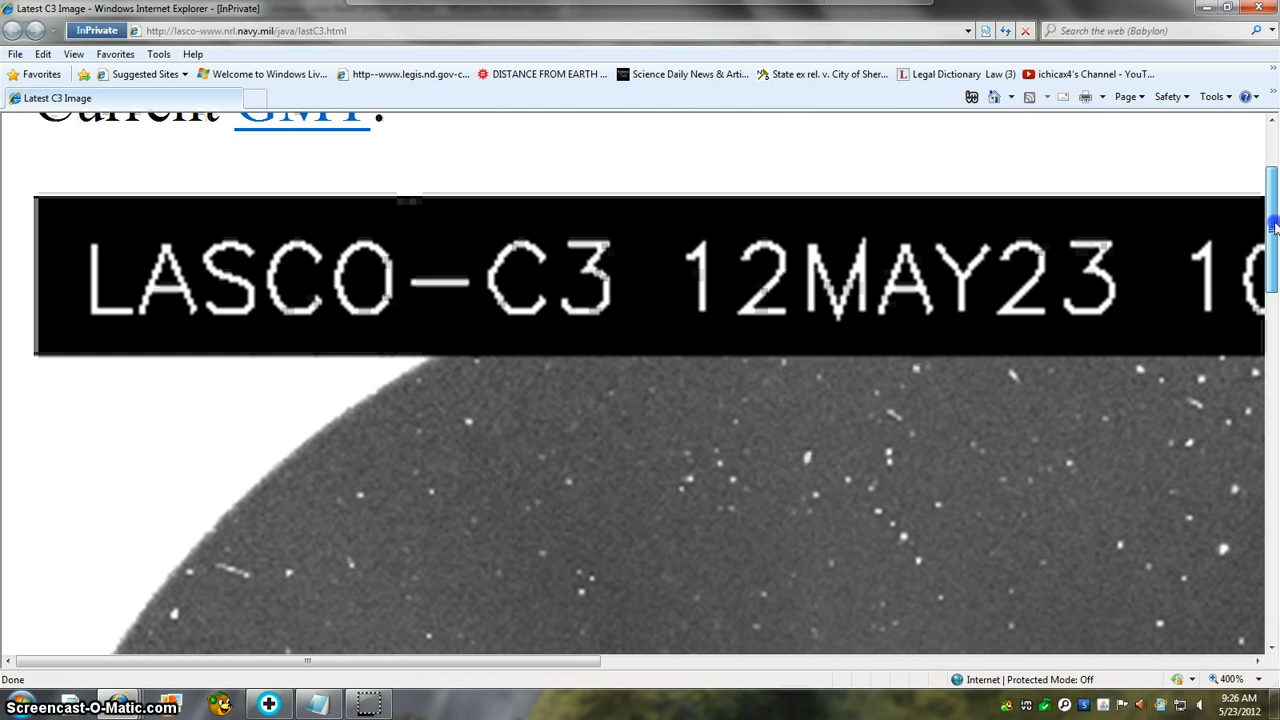 Latest C3 Image - Windows Internet Explorer - [InPrivate]
InPrivate http://lasco-www.nrl.navy.mil/java/lastC3.html Search the web (Babylon)
File Edit View Favorites Tools Help
Favorites Suggested Sites Welcome to Windows Liv... http--www.legis.nd.gov-c... DISTANCE FROM EARTH ... Science Daily News & Arti... State ex rel. v. City of Sher... L Legal Dictionary Law (3) ichicax4's Channel - YouT...
Latest C3 Image Page Safety Tools
Current GMT:
LASCO-C3 12MAY23 10
Done Internet | Protected Mode: Off 400%
Screencast-O-Matic.com 9:26 AM
5/23/2012